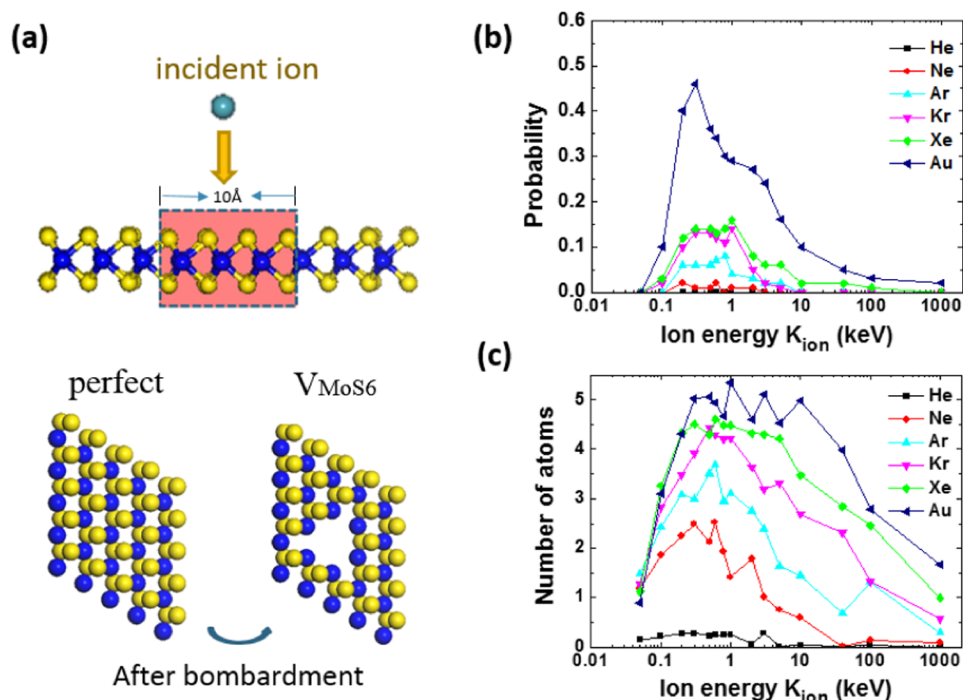 (a)
incident ion
10Å
perfect
VMoS6
After bombardment
(b)
0.6
0.5
0.4
0.3
0.2
0.1
0.0
Probability
He
Ne
Ar
Kr
Xe
Au
0.01 0.1 1 10 100 1000
Ion energy Kion (keV)
(c)
5
4
3
2
1
0
Number of atoms
He
Ne
Ar
Kr
Xe
Au
0.01 0.1 1 10 100 1000
Ion energy Kion (keV)